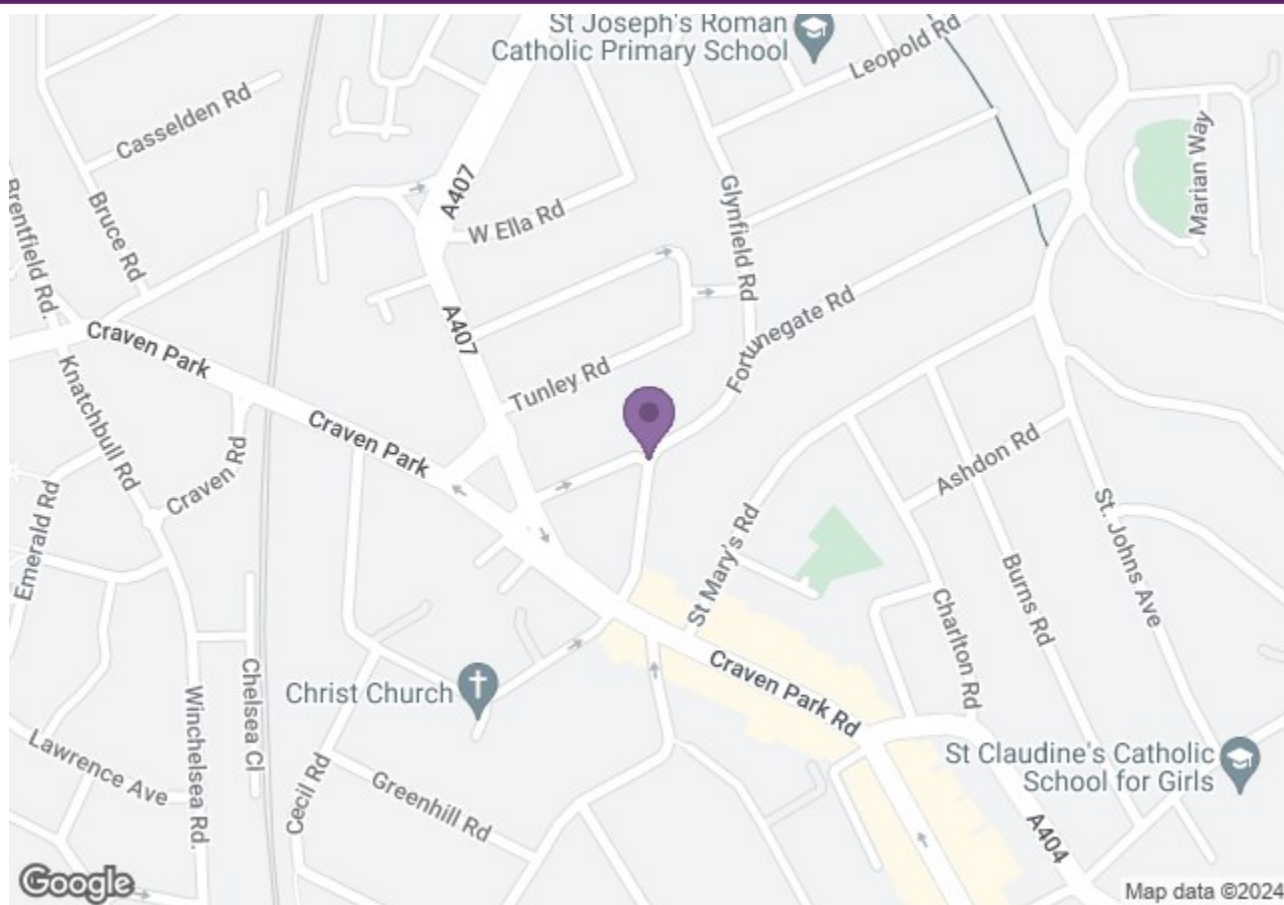 St Joseph's Roman
Catholic Primary School
Leopold Rd
Casselden Rd
Marian Way
A407
Glynfield Rd
Brentfield Rd.
Bruce Rd
W Ella Rd
A407
Fortunegate Rd
Craven Park
Knatchbull Rd
Tunley Rd
Craven Park
Craven Rd
Ashdon Rd
Emerald Rd
St Mary's Rd
St. Johns Ave
Burns Rd
Charlton Rd
Chelsea Cl
Winchelsea Rd.
Christ Church
Craven Park Rd
Lawrence Ave
Cecil Rd
Greenhill Rd
St Claudine's Catholic
School for Girls
A404
Google
Map data ©2024